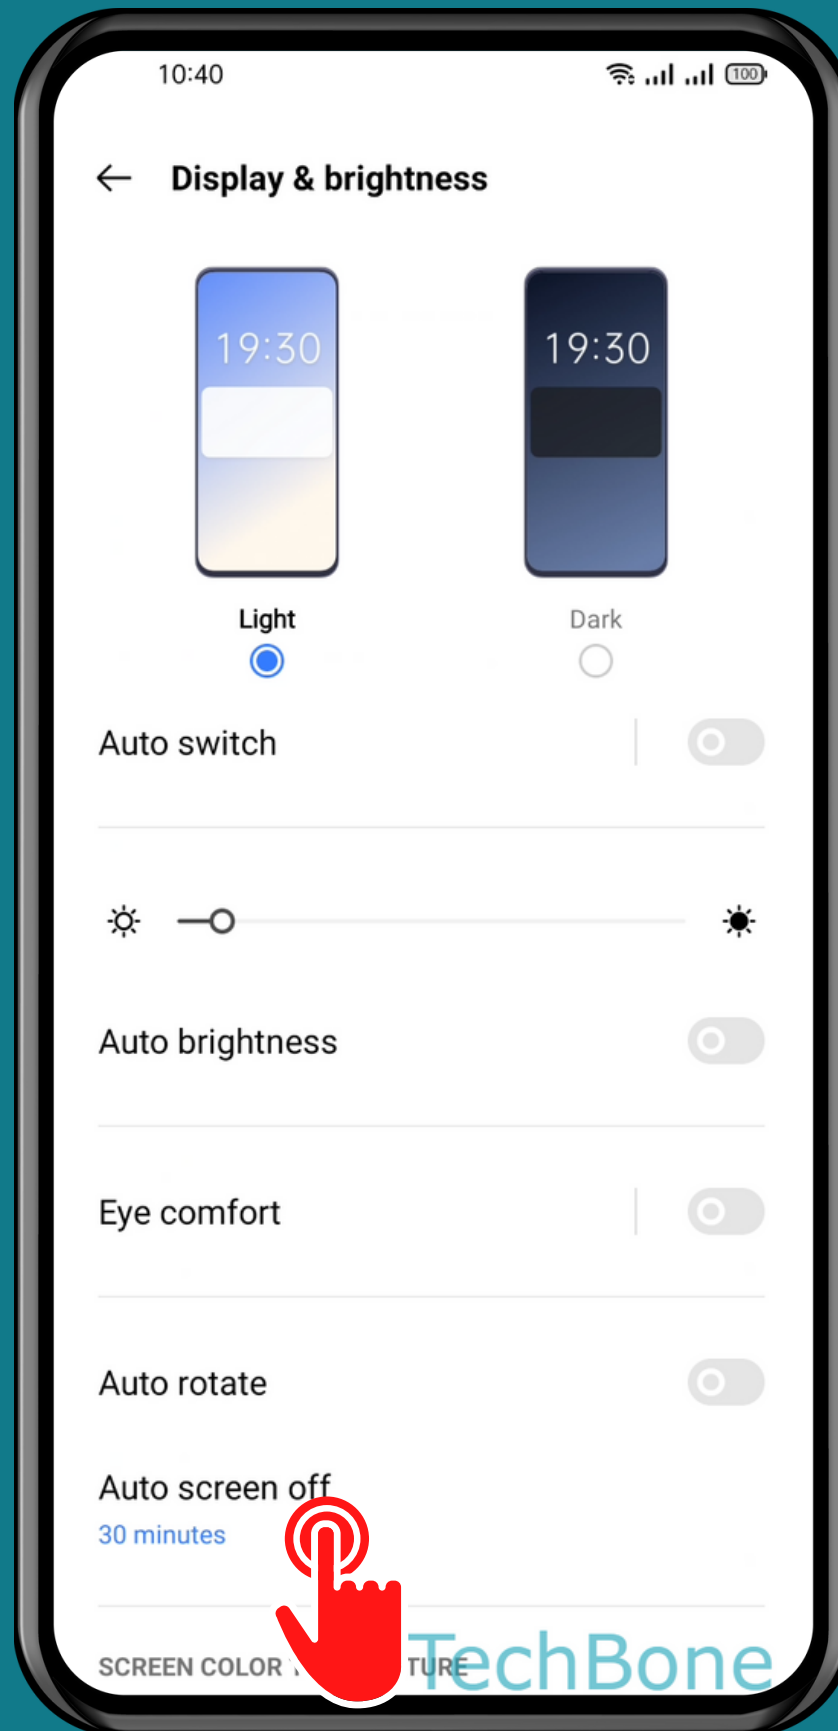 10:40
100
Display & brightness
19:30
19:30
Light
Dark
Auto switch
Auto brightness
Eye comfort
Auto rotate
Auto screen off
30 minutes
SCREEN COLOR
TechBone